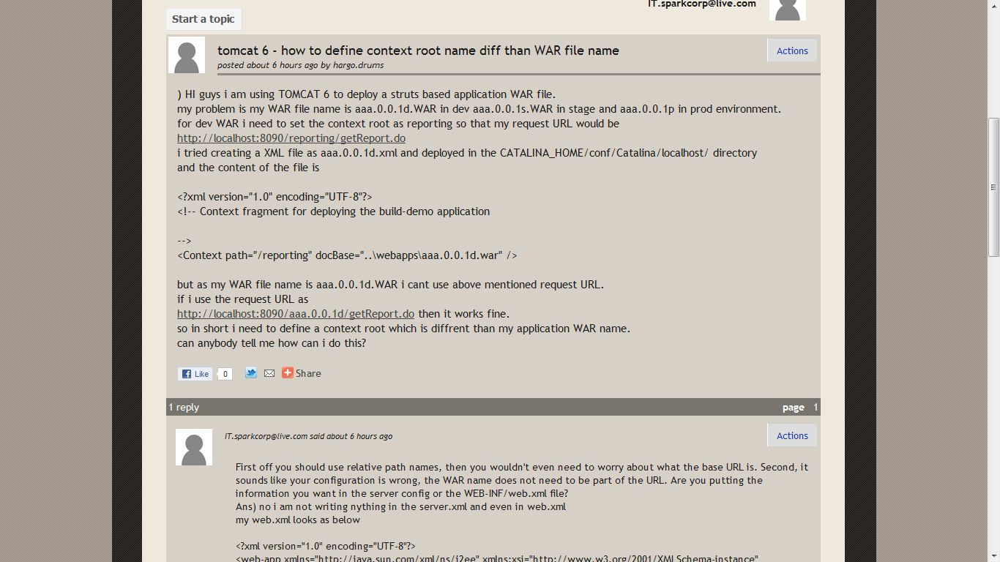 IT.sparkcorp@live.com
Start a topic
tomcat 6 - how to define context root name diff than WAR file name
Actions
posted about 6 hours ago by hargo.drums
) HI guys i am using TOMCAT 6 to deploy a struts based application WAR file.
my problem is my WAR file name is aaa.0.0.1d.WAR in dev aaa.0.0.1s.WAR in stage and aaa.0.0.1p in prod environment.
for dev WAR i need to set the context root as reporting so that my request URL would be
http://localhost:8090/reporting/getReport.do
i tried creating a XML file as aaa.0.0.1d.xml and deployed in the CATALINA_HOME/conf/Catalina/localhost/ directory
and the content of the file is
<?xml version="1.0" encoding="UTF-8"?>
<!-- Context fragment for deploying the build-demo application
-->
<Context path="/reporting" docBase="..\webapps\aaa.0.0.1d.war" />
but as my WAR file name is aaa.0.0.1d.WAR i cant use above mentioned request URL.
if i use the request URL as
http://localhost:8090/aaa.0.0.1d/getReport.do then it works fine.
so in short i need to define a context root which is diffrent than my application WAR name.
can anybody tell me how can i do this?
Like 0 Share
1 reply page 1
IT.sparkcorp@live.com said about 6 hours ago
Actions
First off you should use relative path names, then you wouldn't even need to worry about what the base URL is. Second, it
sounds like your configuration is wrong, the WAR name does not need to be part of the URL. Are you putting the
information you want in the server config or the WEB-INF/web.xml file?
Ans) no i am not writing nything in the server.xml and even in web.xml
my web.xml looks as below
<?xml version="1.0" encoding="UTF-8"?>
<web-app xmlns="http://java.sun.com/xml/ns/j2ee" xmlns:xsi="http://www.w3.org/2001/XMLSchema-instance"